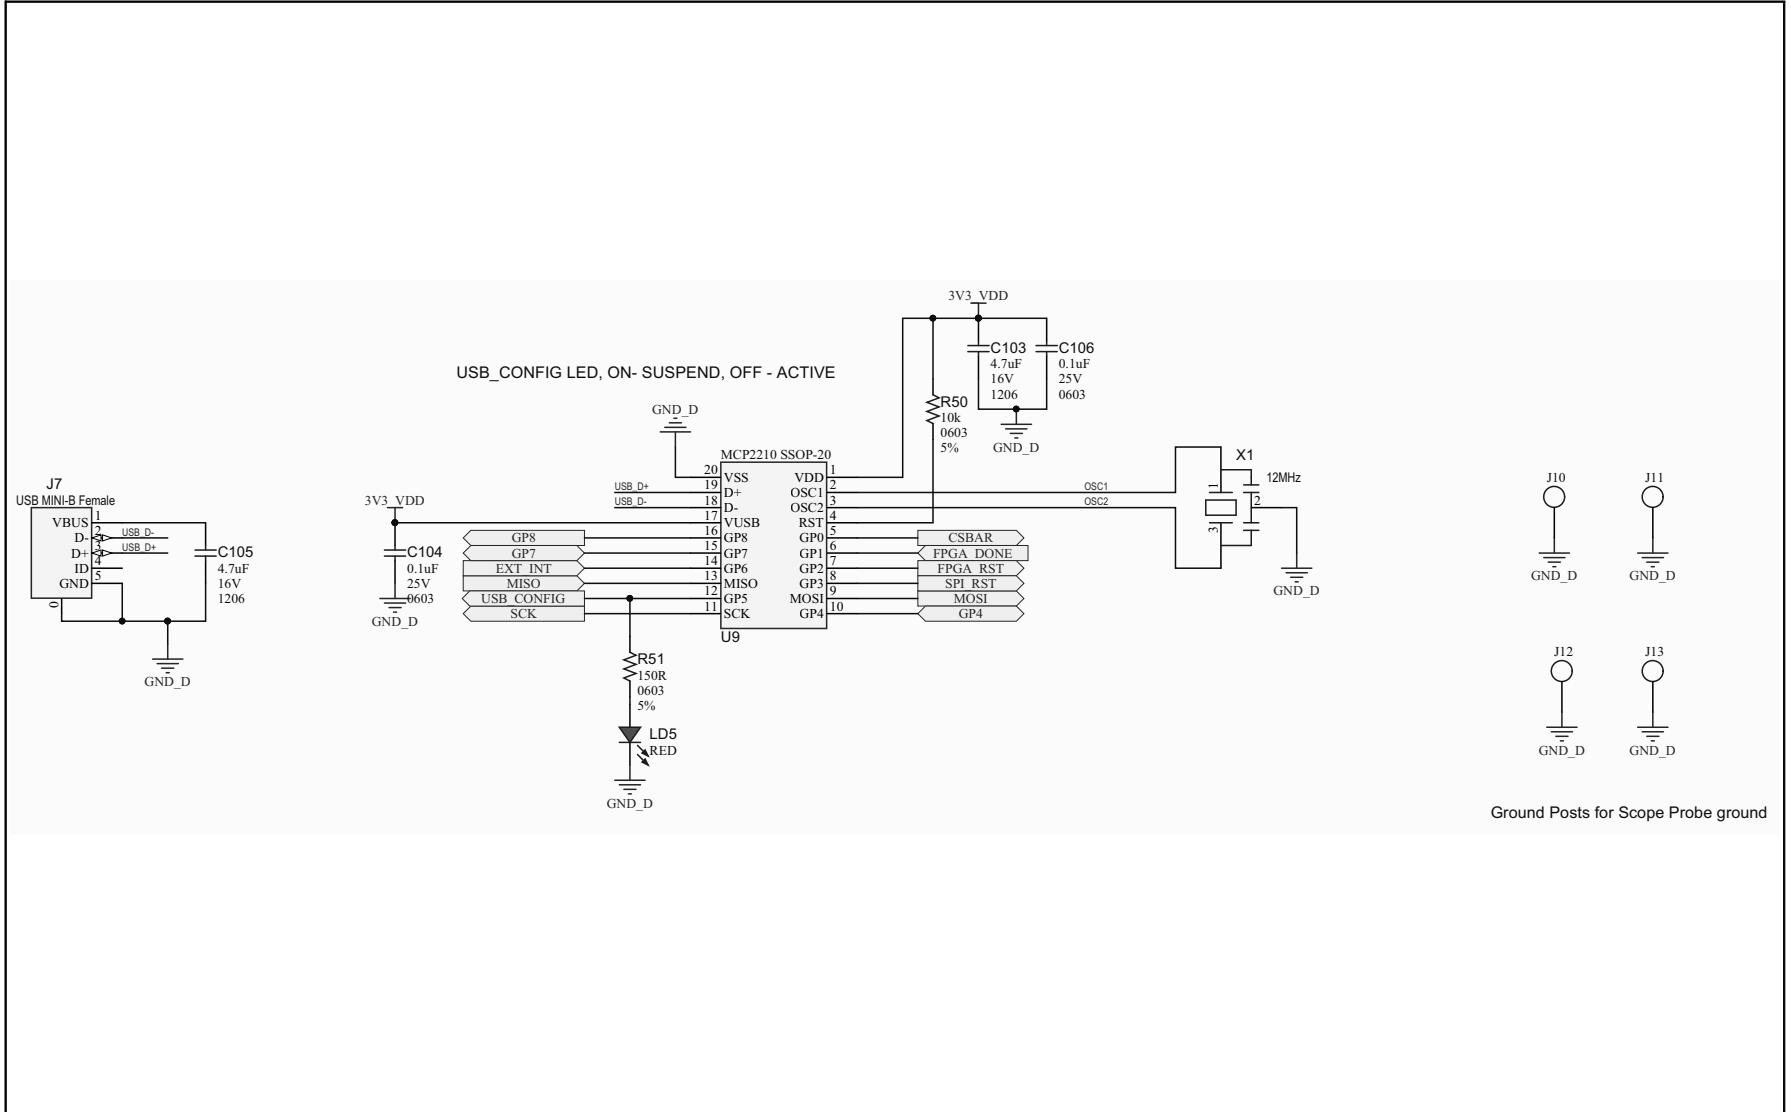 3V3_VDD
C103
4.7uF
16V
1206
C106
0.1uF
25V
0603
USB_CONFIG LED, ON- SUSPEND, OFF - ACTIVE
R50
10k
0603
5%
GND_D
GND_D
MCP2210 SSOP-20
20 VSS VDD 1
19 D+ OSC1 2
18 D- OSC2 3
17 VUSB RST 4
16 GP8 GP0 5
15 GP7 GP1 6
14 GP6 GP2 7
13 MISO GP3 8
12 GP5 MOSI 9
11 SCK GP4 10
U9
USB_D+
USB_D-
OSC1
OSC2
X1
12MHz
1
2
3
GND_D
J7
USB MINI-B Female
VBUS 1
D- 2 USB_D-
D+ 3 USB_D+
ID 4
GND 5
0
C105
4.7uF
16V
1206
GND_D
3V3_VDD
C104
0.1uF
25V
0603
GND_D
GP8
GP7
EXT_INT
MISO
USB_CONFIG
SCK
CSBAR
FPGA_DONE
FPGA_RST
SPI_RST
MOSI
GP4
R51
150R
0603
5%
LD5
RED
GND_D
J10
GND_D
J11
GND_D
J12
GND_D
J13
GND_D
Ground Posts for Scope Probe ground